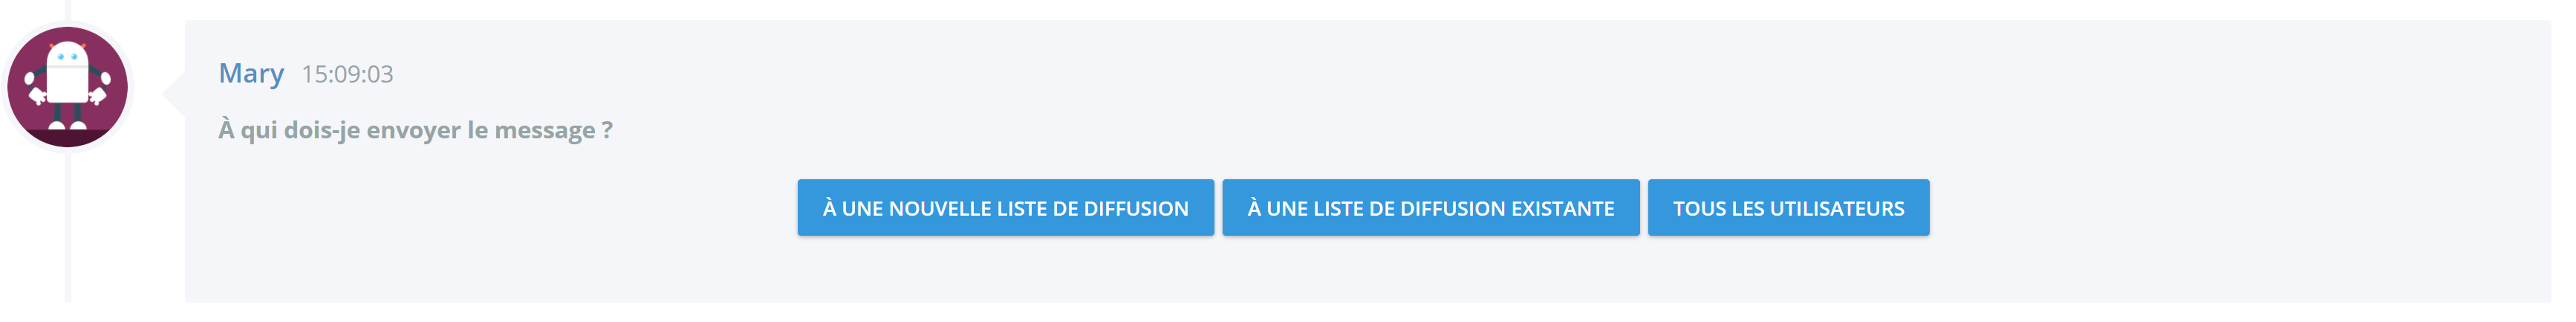 Mary 15:09:03
À qui dois-je envoyer le message ?
À UNE NOUVELLE LISTE DE DIFFUSION À UNE LISTE DE DIFFUSION EXISTANTE TOUS LES UTILISATEURS